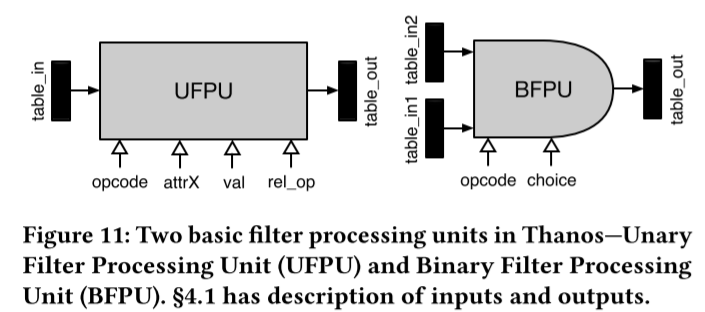 table_in
UFPU
table_out
opcode attrX val rel_op
table_in2
table_in1
BFPU
table_out
opcode choice
Figure 11: Two basic filter processing units in Thanos—Unary
Filter Processing Unit (UFPU) and Binary Filter Processing
Unit (BFPU). §4.1 has description of inputs and outputs.